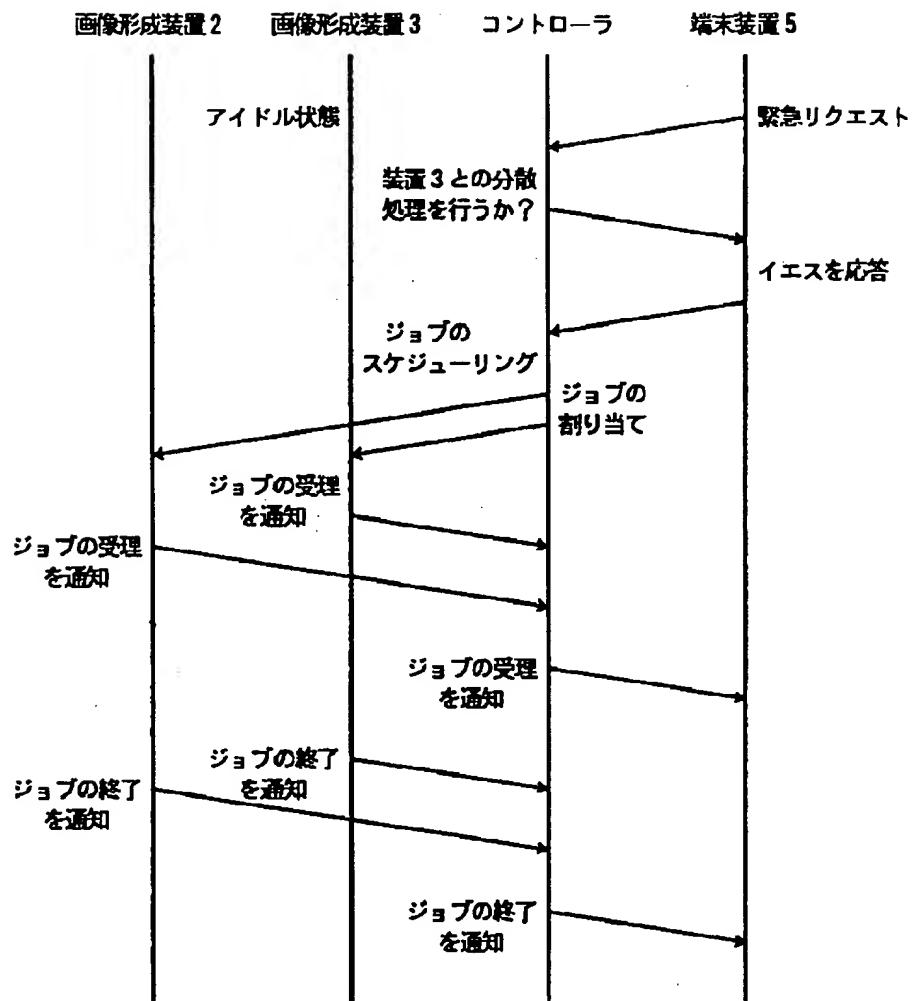 画像形成装置2
画像形成装置3
コントローラ
端末装置5
アイドル状態
緊急リクエスト
装置3との分散
処理を行うか?
イエスを応答
ジョブの
スケジューリング
ジョブの
割り当て
ジョブの受理
を通知
ジョブの受理
を通知
ジョブの受理
を通知
ジョブの終了
を通知
ジョブの終了
を通知
ジョブの終了
を通知